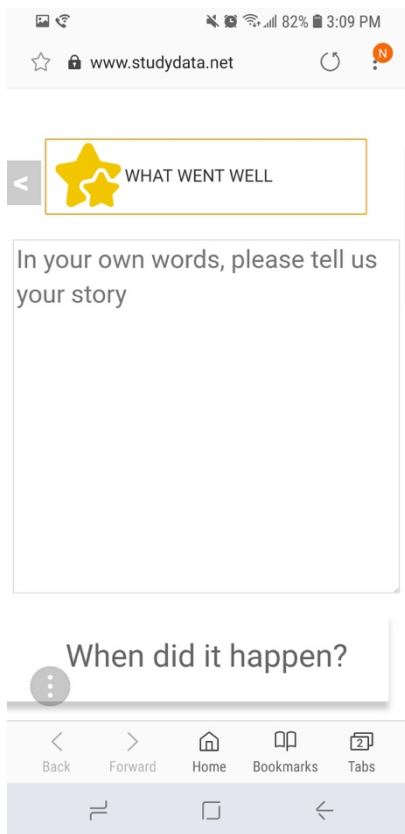 82% 3:09 PM
www.studydata.net
N
<
WHAT WENT WELL
In your own words, please tell us
your story
When did it happen?
2
Back Forward Home Bookmarks Tabs